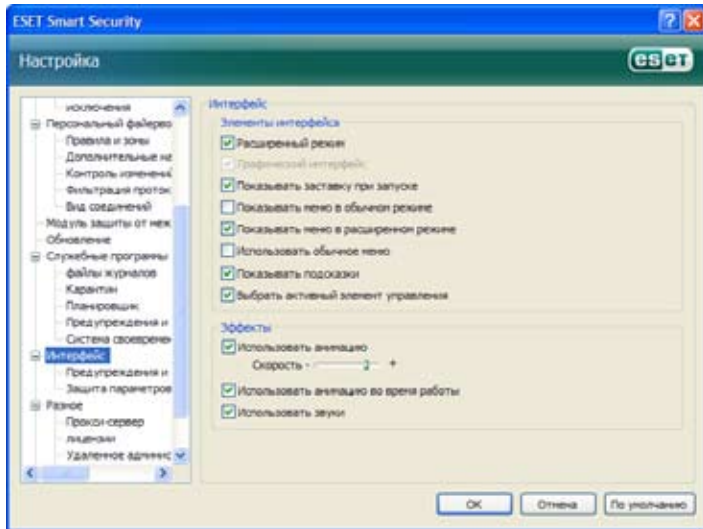 ESET Smart Security
Настройка
eset
исключения
Персональный файерво
Правила и зоны
Дополнительные на
Контроль изменений
Фильтрация проток
Вид соединений
Модуль защиты от неж
Обновление
Служебные программы
файлы журналов
Карантин
Планировщик
Предупреждения и
Система своевремен
Интерфейс
Предупреждения и
Защита параметров
Разное
Прокси-сервер
лицензии
Удаленное админис
Интерфейс
Элементы интерфейса
Расширенный режим
Графический интерфейс
Показывать заставку при запуске
Показывать меню в обычном режиме
Показывать меню в расширенном режиме
Использовать обычное меню
Показывать подсказки
Выбрать активный элемент управления
Эффекты
Использовать анимацию
Скорость - +
Использовать анимацию во время работы
Использовать звуки
ОК
Отмена
По умолчанию